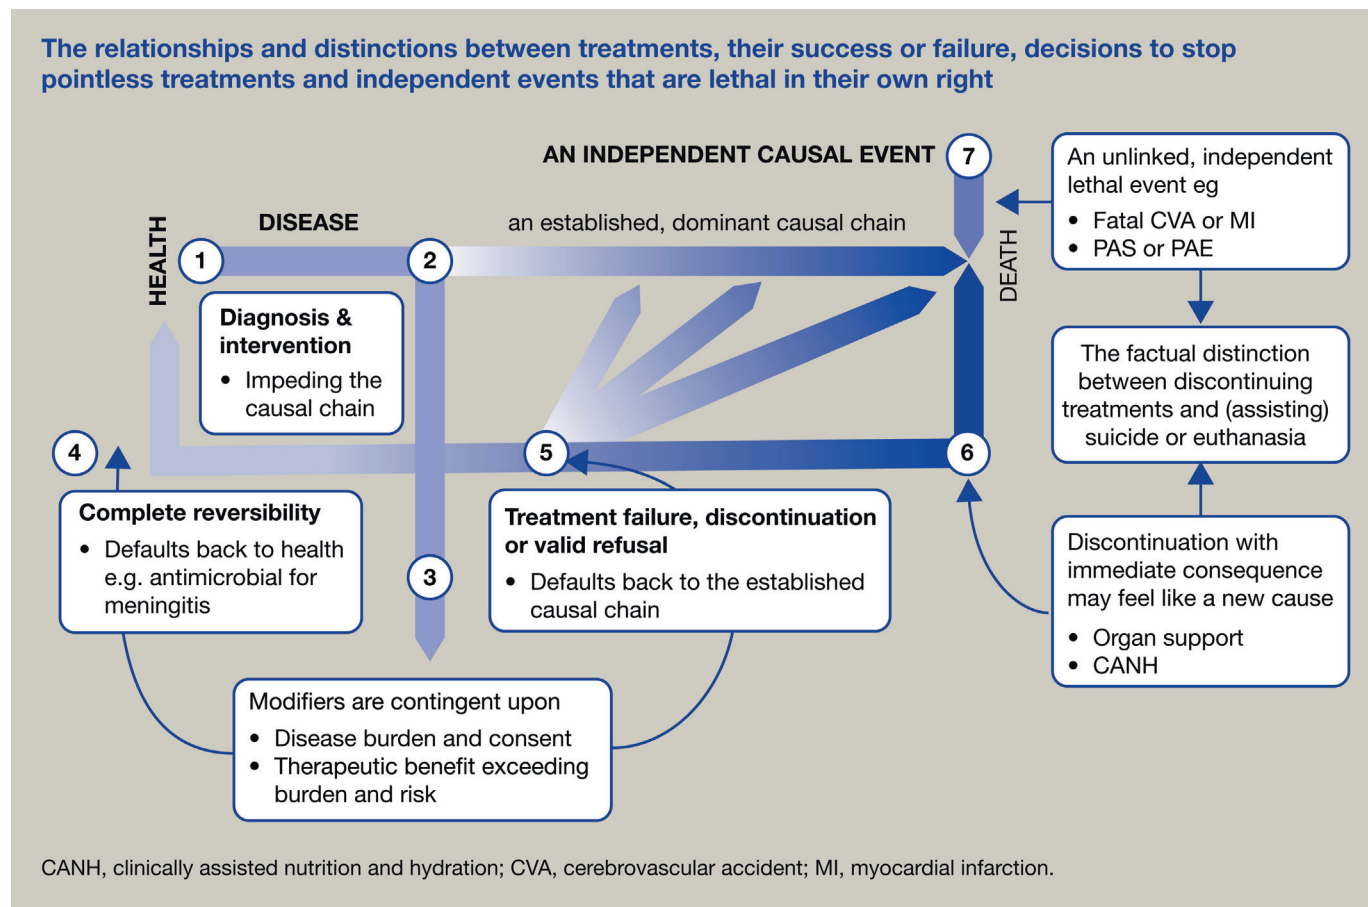 The relationships and distinctions between treatments, their success or failure, decisions to stop
pointless treatments and independent events that are lethal in their own right
AN INDEPENDENT CAUSAL EVENT
7
An unlinked, independent
lethal event eg
• Fatal CVA or MI
• PAS or PAE
HEALTH
DISEASE
an established, dominant causal chain
DEATH
1
2
Diagnosis &
intervention
• Impeding the
causal chain
The factual distinction
between discontinuing
treatments and (assisting)
suicide or euthanasia
4
5
6
Complete reversibility
• Defaults back to health
e.g. antimicrobial for
meningitis
3
Treatment failure, discontinuation
or valid refusal
• Defaults back to the established
causal chain
Discontinuation with
immediate consequence
may feel like a new cause
• Organ support
• CANH
Modifiers are contingent upon
• Disease burden and consent
• Therapeutic benefit exceeding
burden and risk
CANH, clinically assisted nutrition and hydration; CVA, cerebrovascular accident; MI, myocardial infarction.